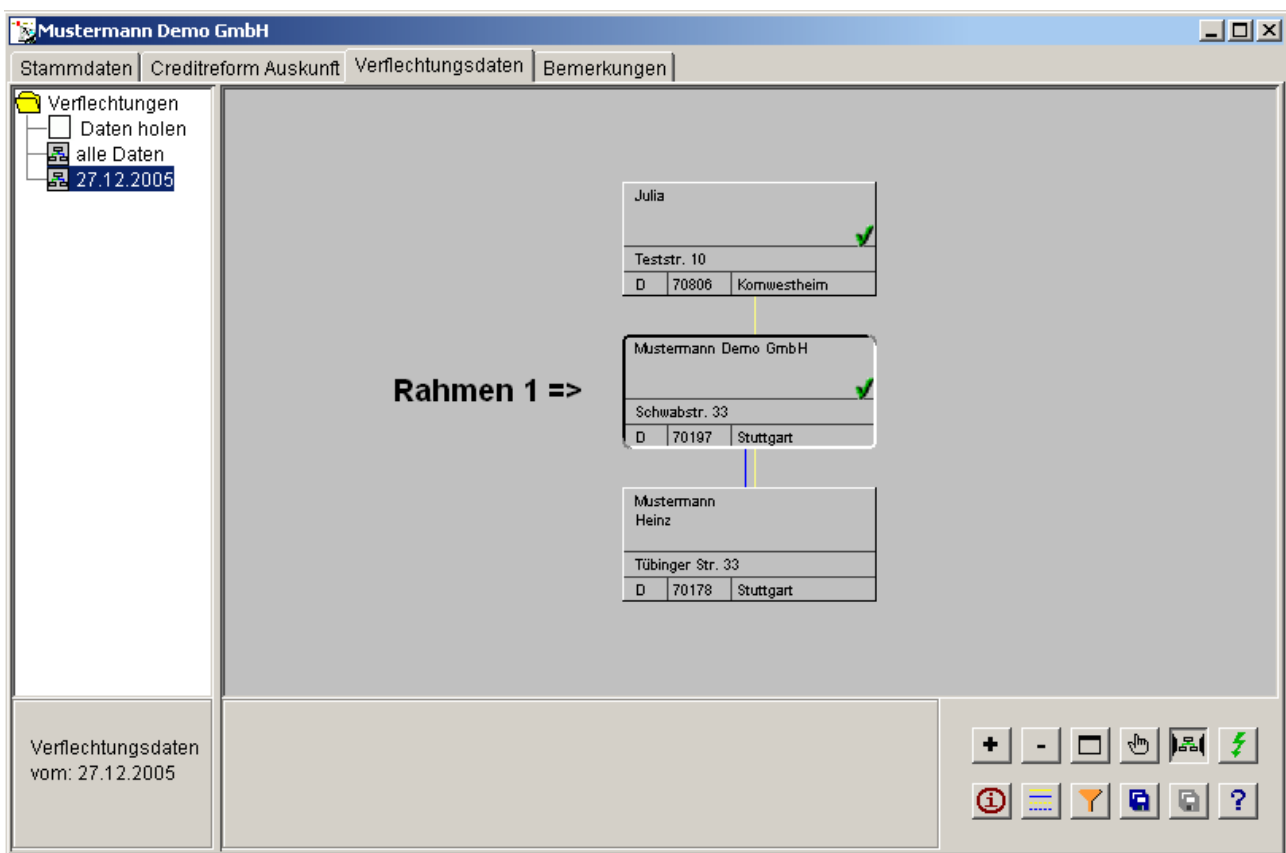 Mustermann Demo GmbH
Stammdaten Creditreform Auskunft Verflechtungsdaten Bemerkungen
Verflechtungen
Daten holen
alle Daten
27.12.2005
Julia
Teststr. 10
D 70806 Kornwestheim
Rahmen 1 =>
Mustermann Demo GmbH
Schwabstr. 33
D 70197 Stuttgart
Mustermann
Heinz
Tübinger Str. 33
D 70178 Stuttgart
Verflechtungsdaten
vom: 27.12.2005
+ -
i ?